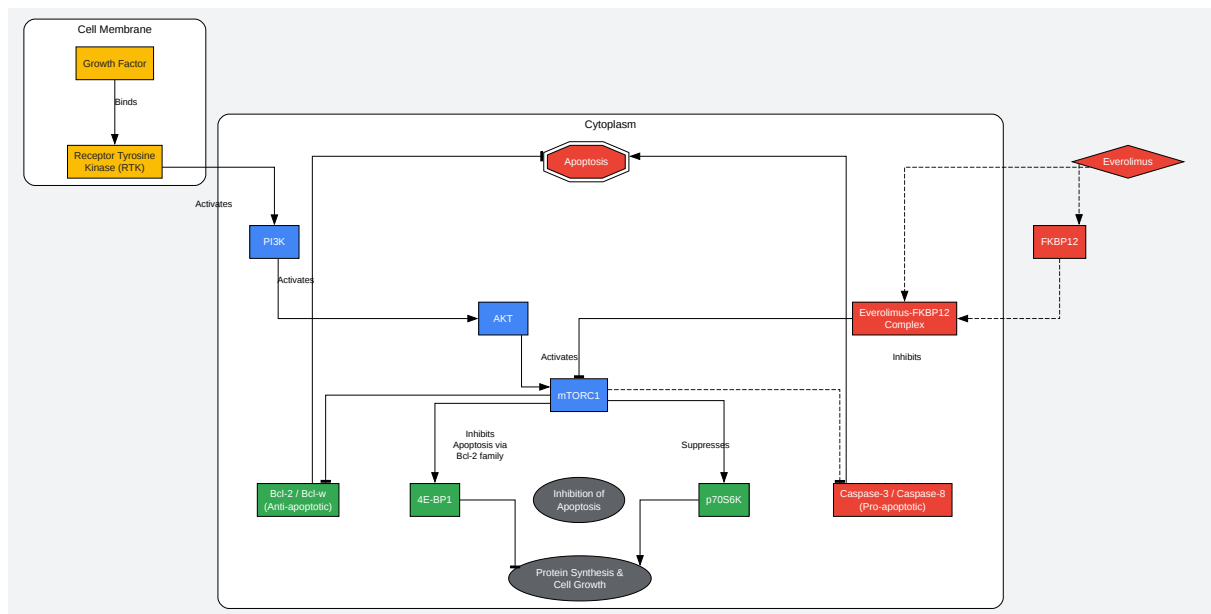 Cell Membrane
Growth Factor
Binds
Receptor Tyrosine
Kinase (RTK)
Activates
Cytoplasm
Apoptosis
Everolimus
PI3K
FKBP12
Activates
AKT
Everolimus-FKBP12
Complex
Activates
Inhibits
mTORC1
Inhibits
Apoptosis via
Bcl-2 family
Suppresses
Bcl-2 / Bcl-w
(Anti-apoptotic)
4E-BP1
Inhibition of
Apoptosis
p70S6K
Caspase-3 / Caspase-8
(Pro-apoptotic)
Protein Synthesis &
Cell Growth